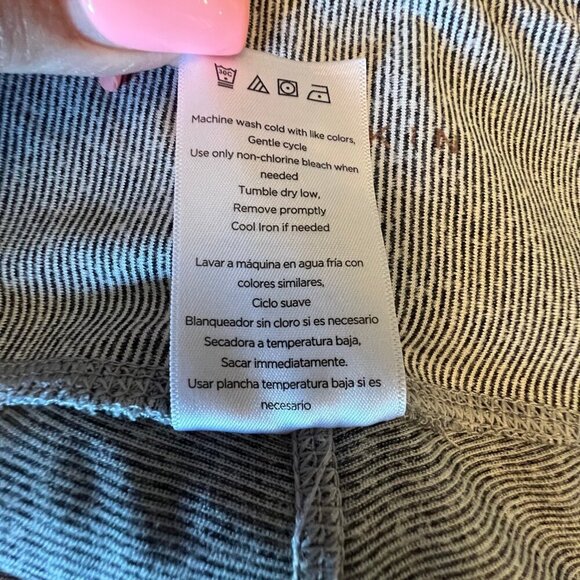 30C
Machine wash cold with like colors,
Gentle cycle
Use only non-chlorine bleach when
needed
Tumble dry low,
Remove promptly
Cool Iron if needed
Lavar a máquina en agua fría con
colores similares,
Ciclo suave
Blanqueador sin cloro si es necesario
Secadora a temperatura baja,
Sacar immediatamente.
Usar plancha temperatura baja si es
necesario
KIN